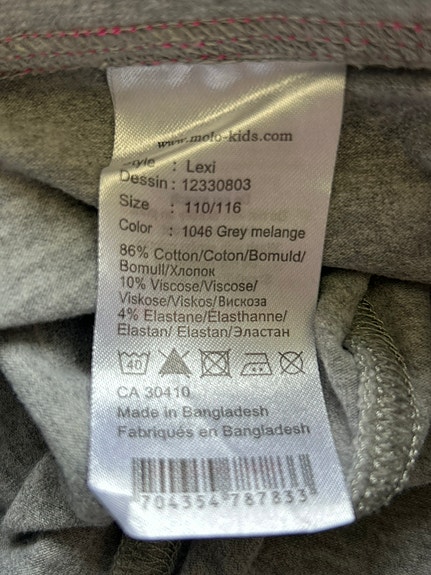 www.molo-kids.com
Style : Lexi
Dessin : 12330803
Size : 110/116
Color : 1046 Grey melange
86% Cotton/Coton/Bomuld/
Bomull/Хлопок
10% Viscose/Viscose/
Viskose/Viskos/Вискоза
4% Elastane/Élasthanne/
Elastan/ Elastan/Эластан
40
CA 30410
Made in Bangladesh
Fabriqués en Bangladesh
704354 787833